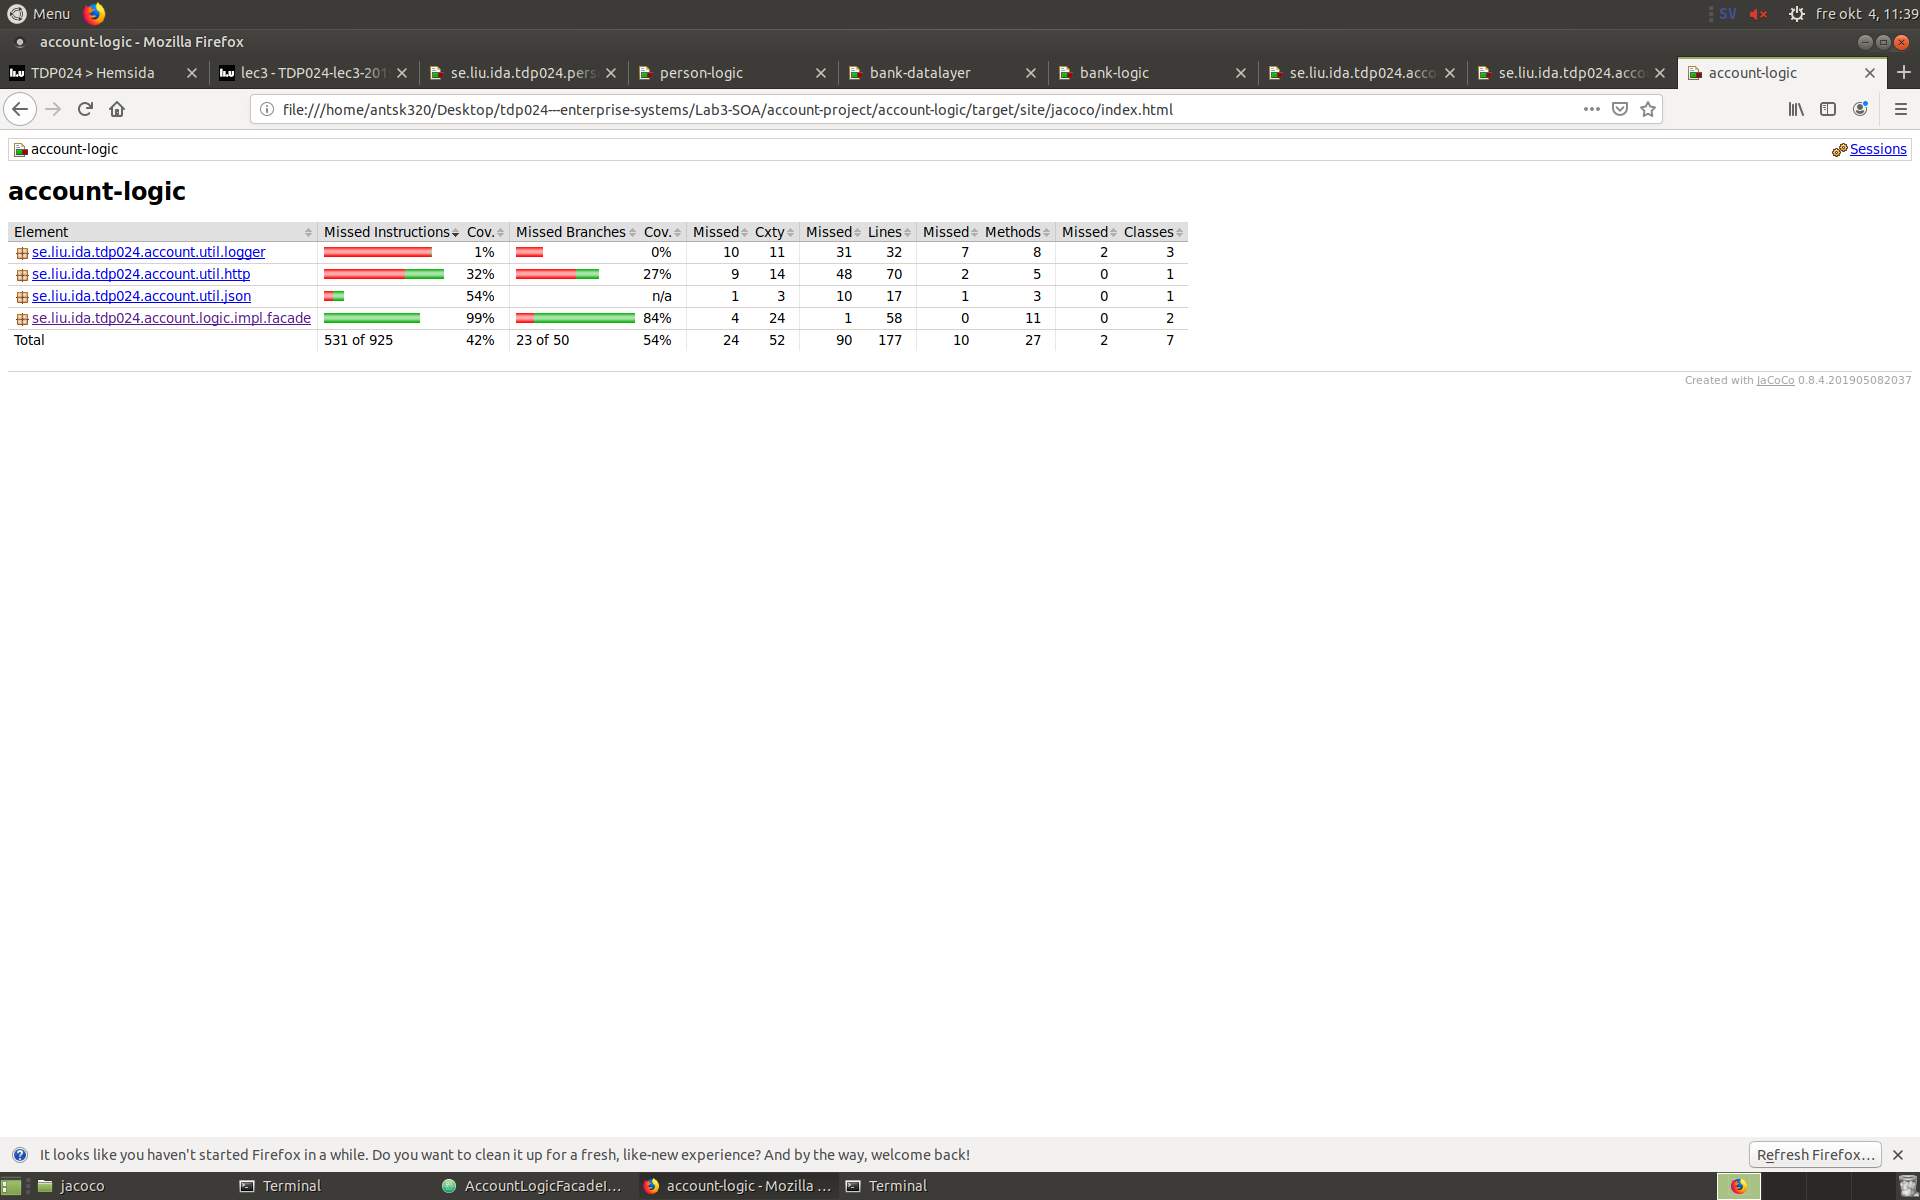 Menu
SV
fre okt 4, 11:39
account-logic - Mozilla Firefox
TDP024 > Hemsida
lec3 - TDP024-lec3-201
se.liu.ida.tdp024.pers
person-logic
bank-datalayer
bank-logic
se.liu.ida.tdp024.acco
se.liu.ida.tdp024.acco
account-logic
file:///home/antsk320/Desktop/tdp024---enterprise-systems/Lab3-SOA/account-project/account-logic/target/site/jacoco/index.html
account-logic
Sessions
account-logic
Element Missed Instructions Cov. Missed Branches Cov. Missed Cxty Missed Lines Missed Methods Missed Classes
se.liu.ida.tdp024.account.util.logger 1% 0% 10 11 31 32 7 8 2 3
se.liu.ida.tdp024.account.util.http 32% 27% 9 14 48 70 2 5 0 1
se.liu.ida.tdp024.account.util.json 54% n/a 1 3 10 17 1 3 0 1
se.liu.ida.tdp024.account.logic.impl.facade 99% 84% 4 24 1 58 0 11 0 2
Total 531 of 925 42% 23 of 50 54% 24 52 90 177 10 27 2 7
Created with JaCoCo 0.8.4.201905082037
It looks like you haven't started Firefox in a while. Do you want to clean it up for a fresh, like-new experience? And by the way, welcome back!
Refresh Firefox...
jacoco
Terminal
AccountLogicFacadeI...
account-logic - Mozilla ...
Terminal